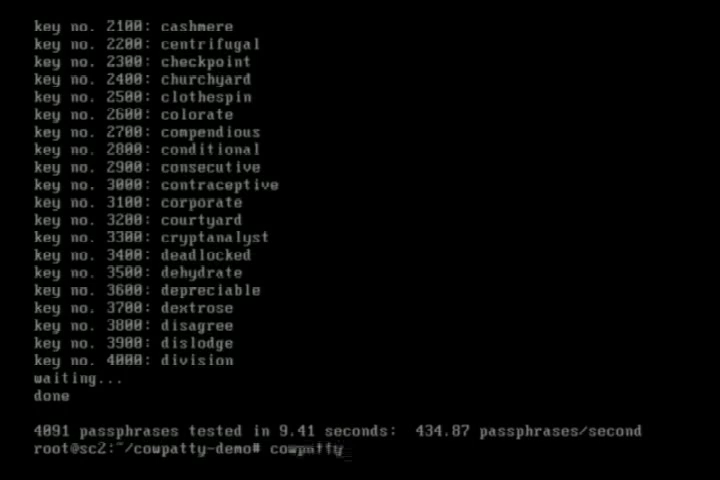 key no. 2100: cashmere
key no. 2200: centrifugal
key no. 2300: checkpoint
key no. 2400: churchyard
key no. 2500: clothespin
key no. 2600: colorate
key no. 2700: compendious
key no. 2800: conditional
key no. 2900: consecutive
key no. 3000: contraceptive
key no. 3100: corporate
key no. 3200: courtyard
key no. 3300: cryptanalyst
key no. 3400: deadlocked
key no. 3500: dehydrate
key no. 3600: depreciable
key no. 3700: dextrose
key no. 3800: disagree
key no. 3900: dislodge
key no. 4000: division
waiting...
done
4091 passphrases tested in 9.41 seconds: 434.87 passphrases/second
root@sc2:~/cowpatty-demo# cowpatty_